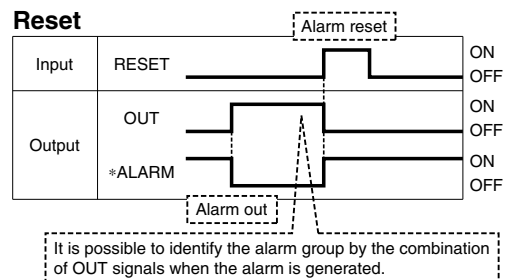 Reset
Alarm reset
Input RESET ON
OFF
Output OUT ON
OFF
*ALARM ON
OFF
Alarm out
It is possible to identify the alarm group by the combination
of OUT signals when the alarm is generated.